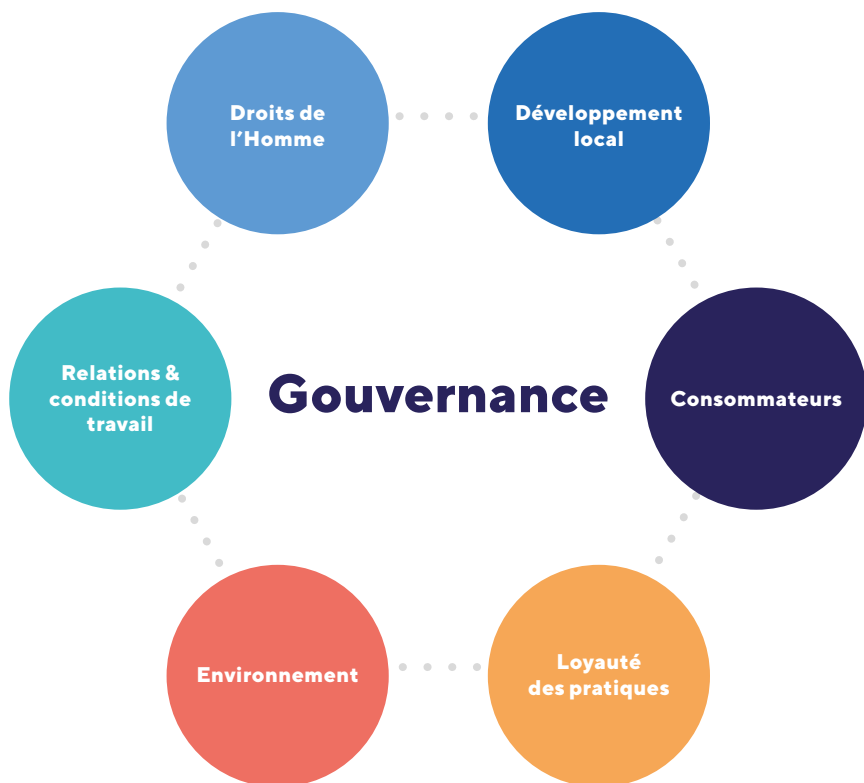 Droits de
l'Homme
Développement
local
Relations &
conditions de
travail
Gouvernance
Consommateurs
Environnement
Loyauté
des pratiques